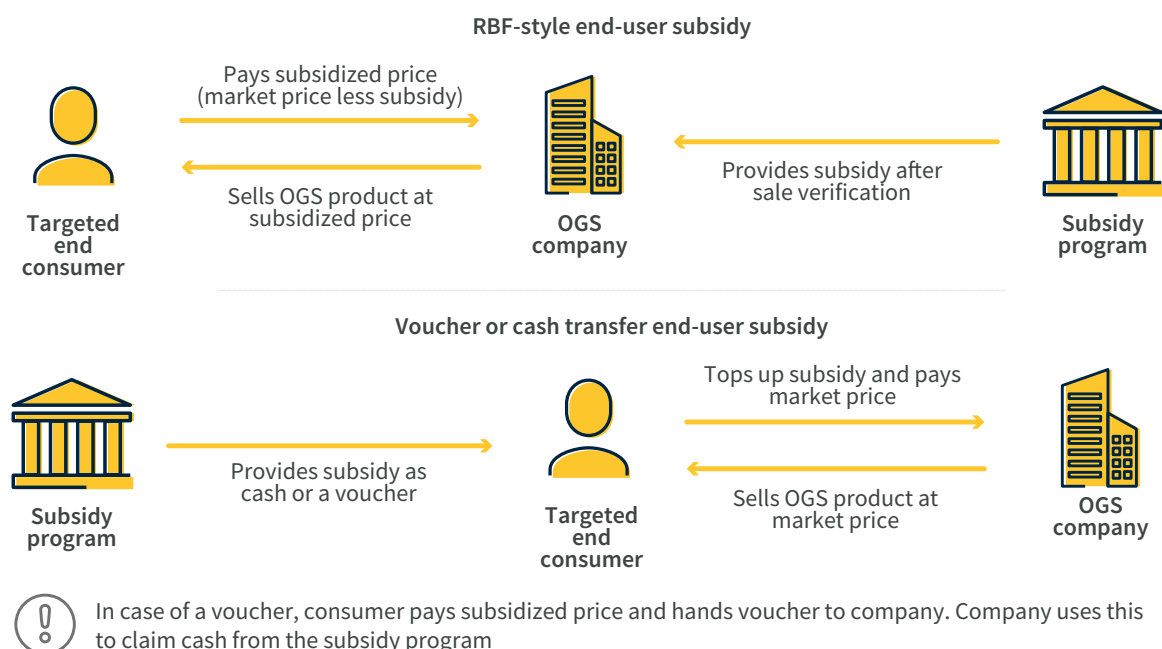 RBF-style end-user subsidy
Pays subsidized price
(market price less subsidy)
Sells OGS product at
subsidized price
Provides subsidy after
sale verification
Targeted
end
consumer
OGS
company
Subsidy
program
Voucher or cash transfer end-user subsidy
Tops up subsidy and pays
market price
Provides subsidy as
cash or a voucher
Sells OGS product at
market price
Subsidy
program
Targeted
end
consumer
OGS
company
In case of a voucher, consumer pays subsidized price and hands voucher to company. Company uses this
to claim cash from the subsidy program